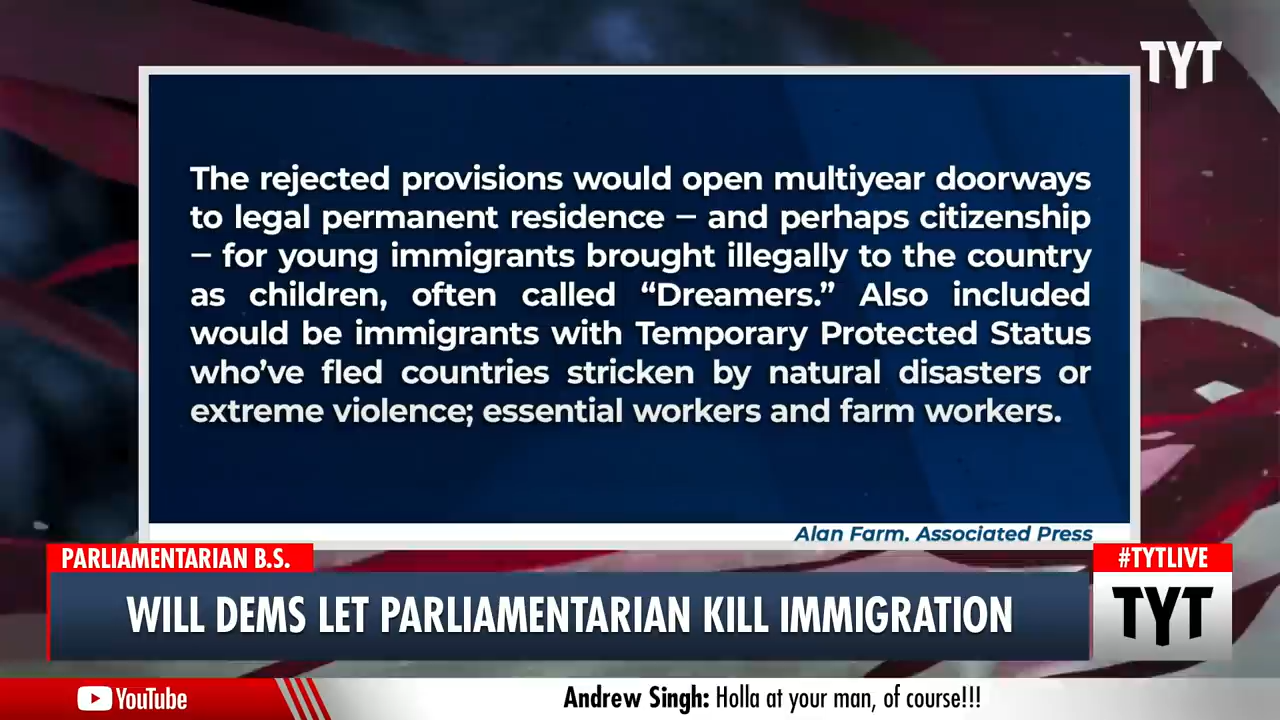 TYT
The rejected provisions would open multiyear doorways
to legal permanent residence – and perhaps citizenship
– for young immigrants brought illegally to the country
as children, often called “Dreamers.” Also included
would be immigrants with Temporary Protected Status
who’ve fled countries stricken by natural disasters or
extreme violence; essential workers and farm workers.
Alan Farm, Associated Press
PARLIAMENTARIAN B.S.
#TYTLIVE
WILL DEMS LET PARLIAMENTARIAN KILL IMMIGRATION
TYT
YouTube
Andrew Singh: Holla at your man, of course!!!